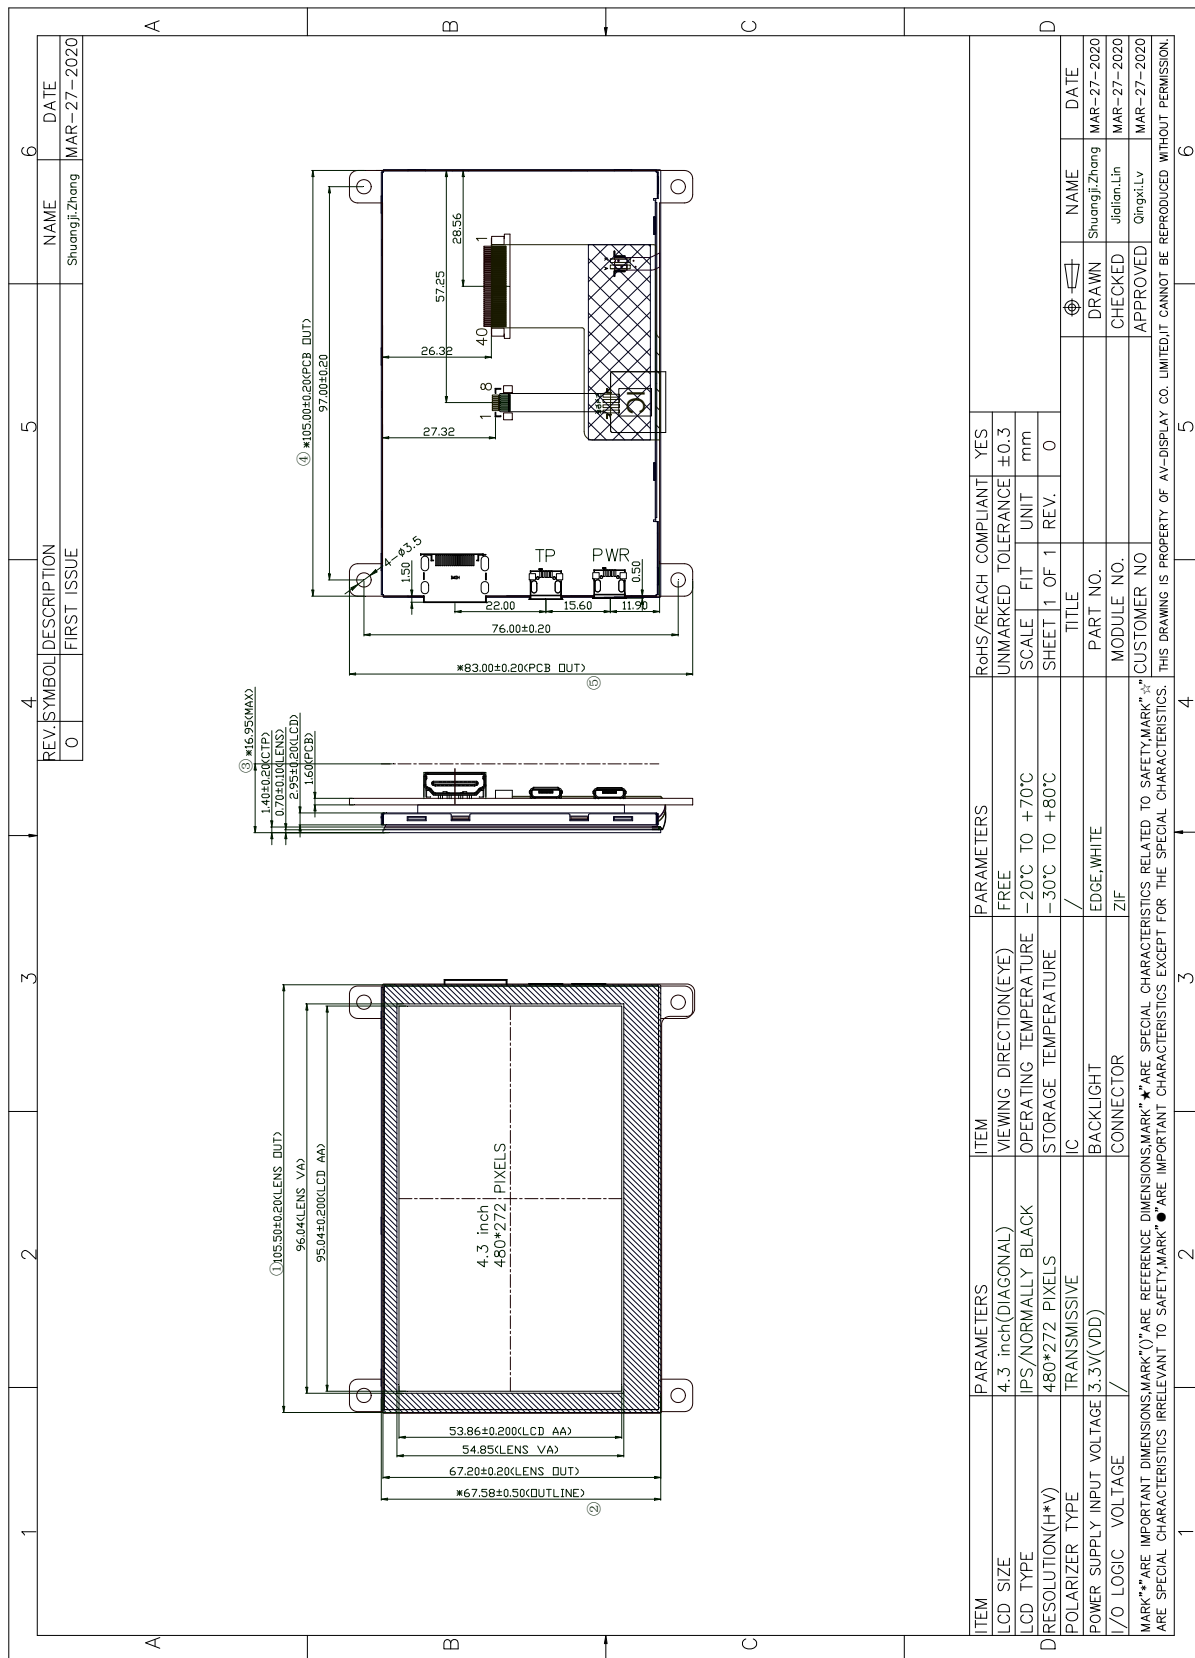 1 2 3 4 5 6
A
B
C
D
REV. SYMBOL DESCRIPTION NAME DATE
0 FIRST ISSUE Shuangji.Zhang MAR-27-2020
①105.50±0.20(LENS OUT)
96.04(LENS VA)
95.04±0.200(LCD AA)
4.3 inch
480*272 PIXELS
53.86±0.200(LCD AA)
54.85(LENS VA)
67.20±0.20(LENS OUT)
*67.58±0.50(OUTLINE)
②
③*16.95(MAX)
1.40±0.20(CTP)
0.70±0.10(LENS)
2.95±0.20(LCD)
1.60(PCB)
④*105.00±0.20(PCB OUT)
97.00±0.20
57.25
28.56
26.32
27.32
40 1
1 8
IC
4-ø3.5
1.50
TP
PWR
0.50
22.00
15.60
11.90
76.00±0.20
*83.00±0.20(PCB OUT)
⑤
ITEM PARAMETERS ITEM PARAMETERS RoHS/REACH COMPLIANT YES
LCD SIZE 4.3 inch(DIAGONAL) VIEWING DIRECTION(EYE) FREE UNMARKED TOLERANCE ±0.3
LCD TYPE IPS/NORMALLY BLACK OPERATING TEMPERATURE -20°C TO +70°C SCALE FIT UNIT mm
RESOLUTION(H*V) 480*272 PIXELS STORAGE TEMPERATURE -30°C TO +80°C SHEET 1 OF 1 REV. 0
POLARIZER TYPE TRANSMISSIVE IC / TITLE NAME DATE
POWER SUPPLY INPUT VOLTAGE 3.3V(VDD) BACKLIGHT EDGE,WHITE PART NO. DRAWN Shuangji.Zhang MAR-27-2020
I/O LOGIC VOLTAGE / CONNECTOR ZIF MODULE NO. CHECKED Jialian.Lin MAR-27-2020
CUSTOMER NO APPROVED Qingxi.Lv MAR-27-2020
MARK"*"ARE IMPORTANT DIMENSIONS,MARK"()"ARE REFERENCE DIMENSIONS,MARK"★"ARE SPECIAL CHARACTERISTICS RELATED TO SAFETY,MARK"☆"
ARE SPECIAL CHARACTERISTICS IRRELEVANT TO SAFETY,MARK"●"ARE IMPORTANT CHARACTERISTICS EXCEPT FOR THE SPECIAL CHARACTERISTICS.
THIS DRAWING IS PROPERTY OF AV-DISPLAY CO. LIMITED,IT CANNOT BE REPRODUCED WITHOUT PERMISSION.
1 2 3 4 5 6
A
B
C
D